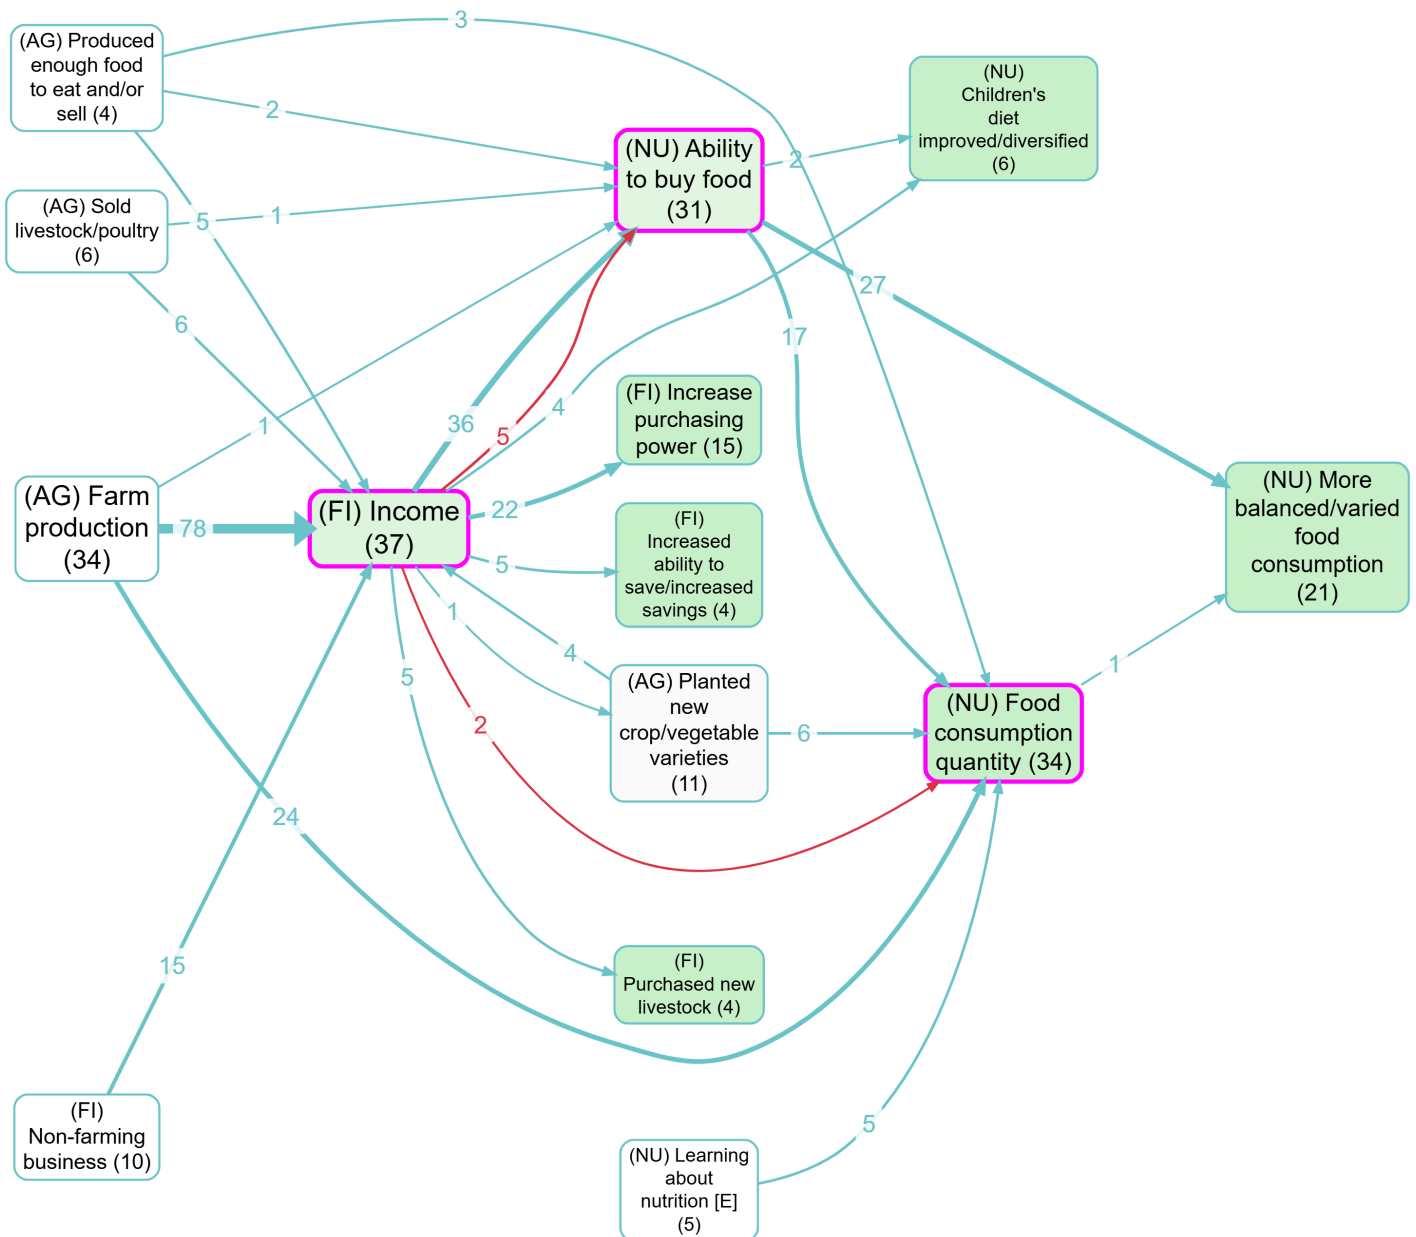 3
(AG) Produced
enough food
to eat and/or
sell (4)
2
(NU)
Children's
diet
improved/diversified
(6)
(NU) Ability
to buy food
(31)
2
(AG) Sold
livestock/poultry
(6)
5
1
27
6
17
36
5
4
1
(FI) Increase
purchasing
power (15)
(AG) Farm
production
(34)
78
(FI) Income
(37)
22
(NU) More
balanced/varied
food
consumption
(21)
(FI)
Increased
ability to
save/increased
savings (4)
5
1
4
5
2
(AG) Planted
new
crop/vegetable
varieties
(11)
6
1
(NU) Food
consumption
quantity (34)
24
15
(FI)
Purchased new
livestock (4)
(FI)
Non-farming
business (10)
5
(NU) Learning
about
nutrition [E]
(5)